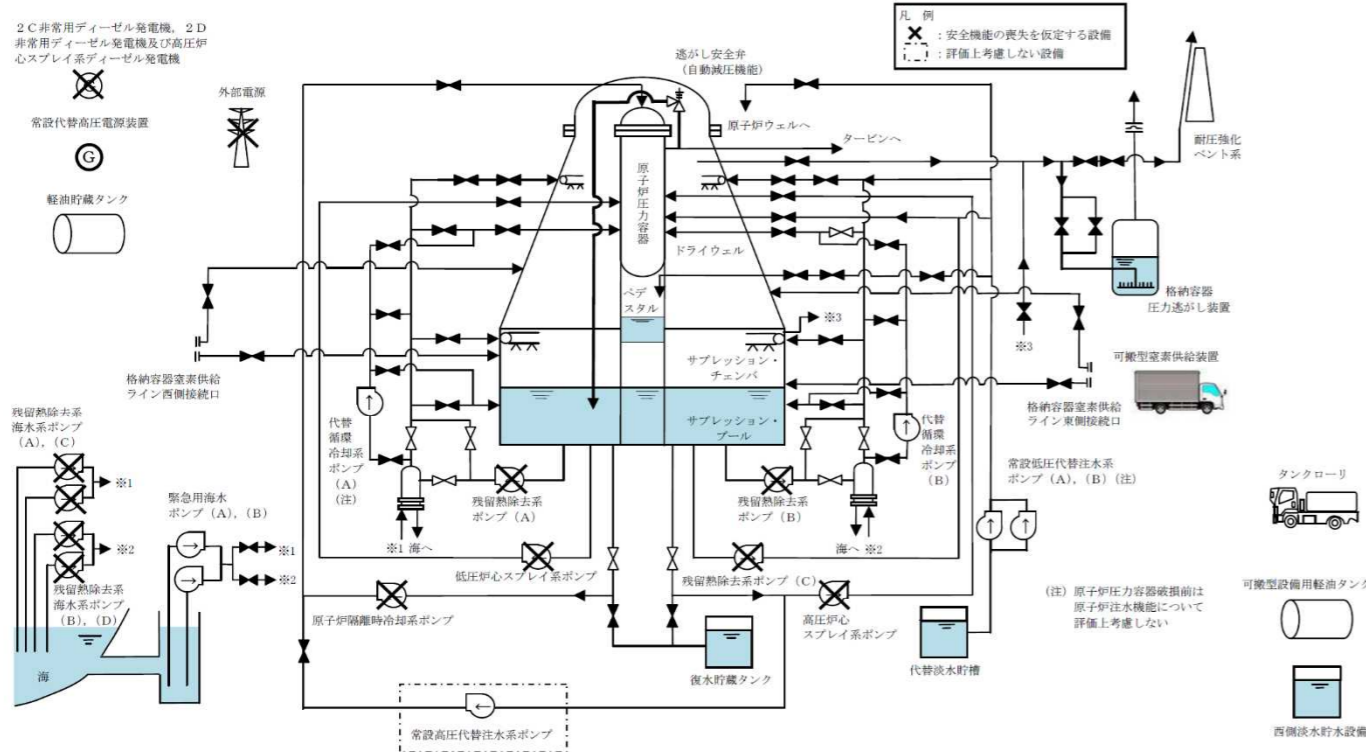 2C非常用ディーゼル発電機,2D
非常用ディーゼル発電機及び高圧炉
心スプレイ系ディーゼル発電機
G
外部電源
常設代替高圧電源装置
G
軽油貯蔵タンク
逃がし安全弁
(自動減圧機能)
凡 例
:安全機能の喪失を仮定する設備
:評価上考慮しない設備
原子炉ウェルへ
タービンへ
耐圧強化
ベント系
原子炉圧力容器
ドライウェル
ペデ
スタル
※3
サプレッション・
チェンバ
サプレッション・
プール
格納容器
圧力逃がし装置
※3
可搬型窒素供給装置
格納容器窒素供給
ライン西側接続口
格納容器窒素供給
ライン東側接続口
残留熱除去系
海水系ポンプ
(A),(C)
※1
※2
残留熱除去系
海水系ポンプ
(B),(D)
海
緊急用海水
ポンプ(A),(B)
※1
※2
代替
循環
冷却系
ポンプ
(A)
(注)
残留熱除去系
ポンプ(A)
※1 海へ
残留熱除去系
ポンプ(B)
海へ ※2
代替
循環
冷却系
ポンプ
(B)
常設低圧代替注水系
ポンプ(A),(B)(注)
タンクローリ
低圧炉心スプレイ系ポンプ
残留熱除去系ポンプ(C)
原子炉隔離時冷却系ポンプ
高圧炉心
スプレイ系ポンプ
(注)原子炉圧力容器破損前は
原子炉注水機能について
評価上考慮しない
可搬型設備用軽油タンク
復水貯蔵タンク
代替淡水貯槽
常設高圧代替注水系ポンプ
西側淡水貯水設備